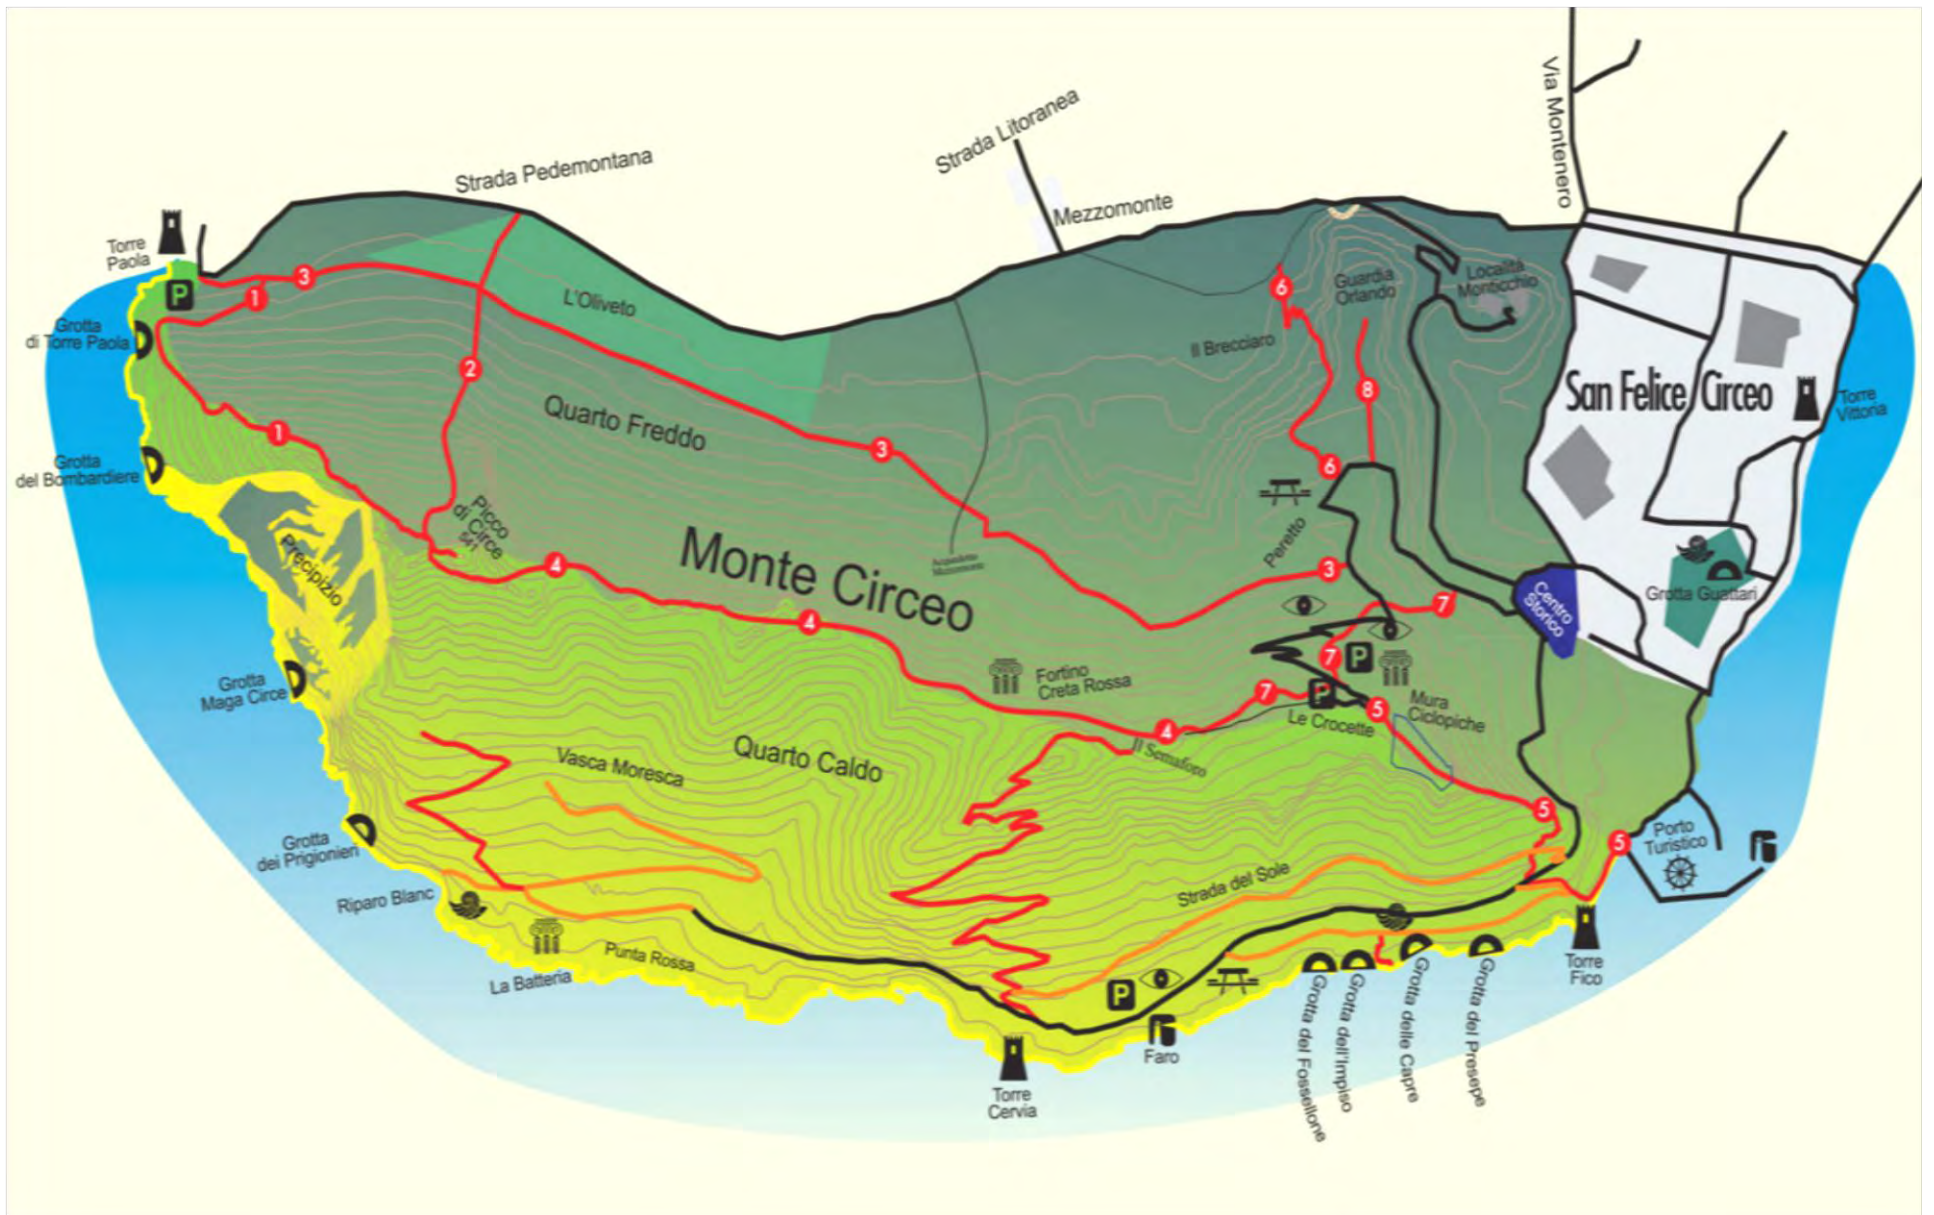 Via Montenero
Strada Litoranea
Strada Pedemontana
Mezzomonte
Torre
Paola
P
3
1
L'Oliveto
6
Guardia
Orlando
Località
Monticchio
Grotta
di Torre Paola
Il Brecciaro
2
8
San Felice Circeo
Torre
Vittoria
Quarto Freddo
1
3
6
Grotta
del Bombardiere
Picco
di Circe
541
Precipizio
4
Monte Circeo
Acquedotto
Mezzomonte
Peretto
3
7
Centro
Storico
Grotta Guattari
4
7
P
Grotta
Maga Circe
Fortino
Creta Rossa
7
P
5
Mura
Ciclopiche
Le Crocette
4
Il Semaforo
Vasca Moresca
Quarto Caldo
5
5
Porto
Turistico
Grotta
dei Prigionieri
Riparo Blanc
Strada del Sole
Punta Rossa
La Batteria
P
Faro
Torre
Fico
Torre
Cervia
Grotta del Fossellone
Grotta dell'Impiso
Grotta delle Capre
Grotta del Presepe